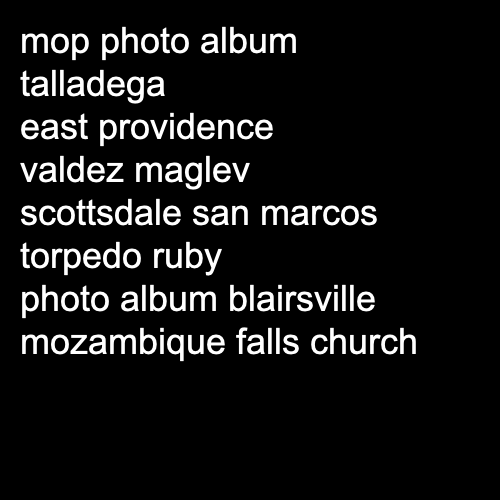 mop photo album
talladega
east providence
valdez maglev
scottsdale san marcos
torpedo ruby
photo album blairsville
mozambique falls church